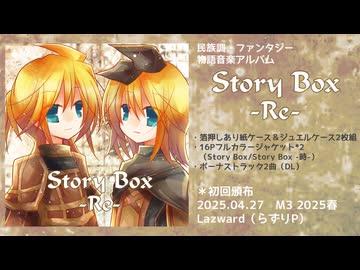 民族調・ファンタジー
物語音楽アルバム
Story Box
-Re-
・箔押しあり紙ケース＆ジュエルケース2枚組
・16Pフルカラージャケット*2
（Story Box/Story Box -時-）
・ボーナストラック2曲（DL）
＊初回頒布
2025.04.27　M3 2025春
Lazward（らずりP）
Story Box
-Re-